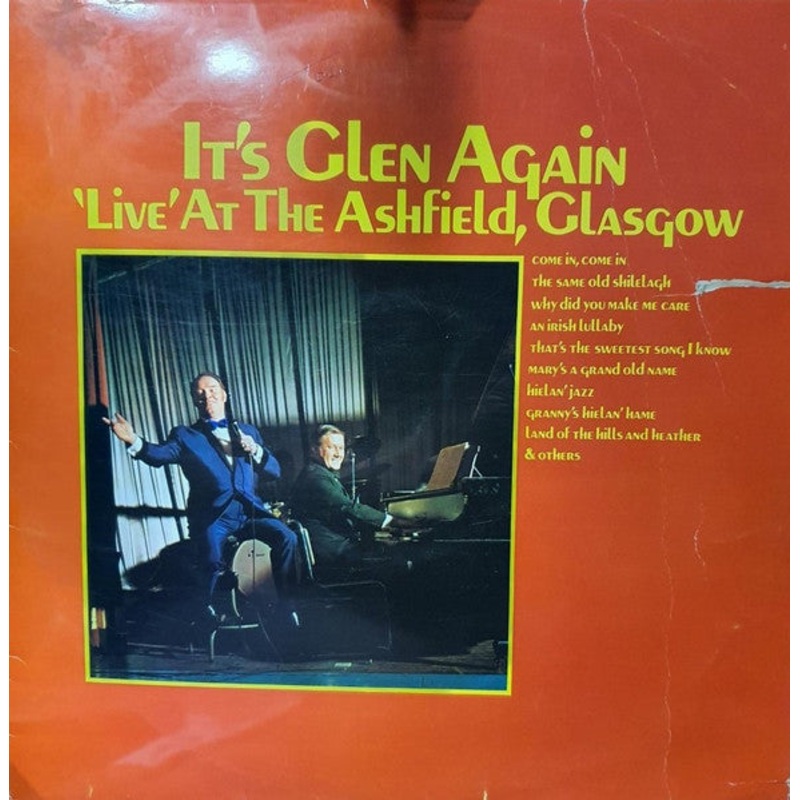 It's Glen Again
'Live' At The Ashfield, Glasgow
come in, come in
the same old shilelagh
why did you make me care
an irish lullaby
that's the sweetest song I know
mary's a grand old name
hielan' jazz
granny's hielan' hame
land of the hills and heather
& others